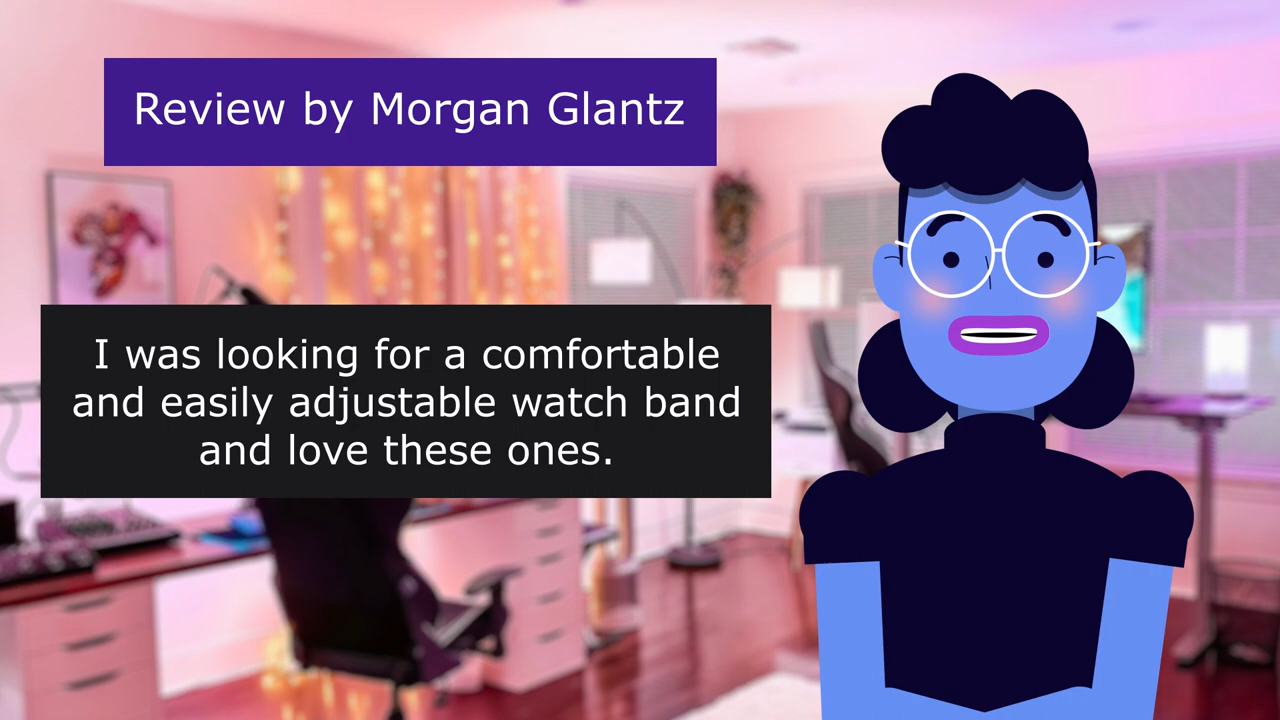 Review by Morgan Glantz
I was looking for a comfortable
and easily adjustable watch band
and love these ones.